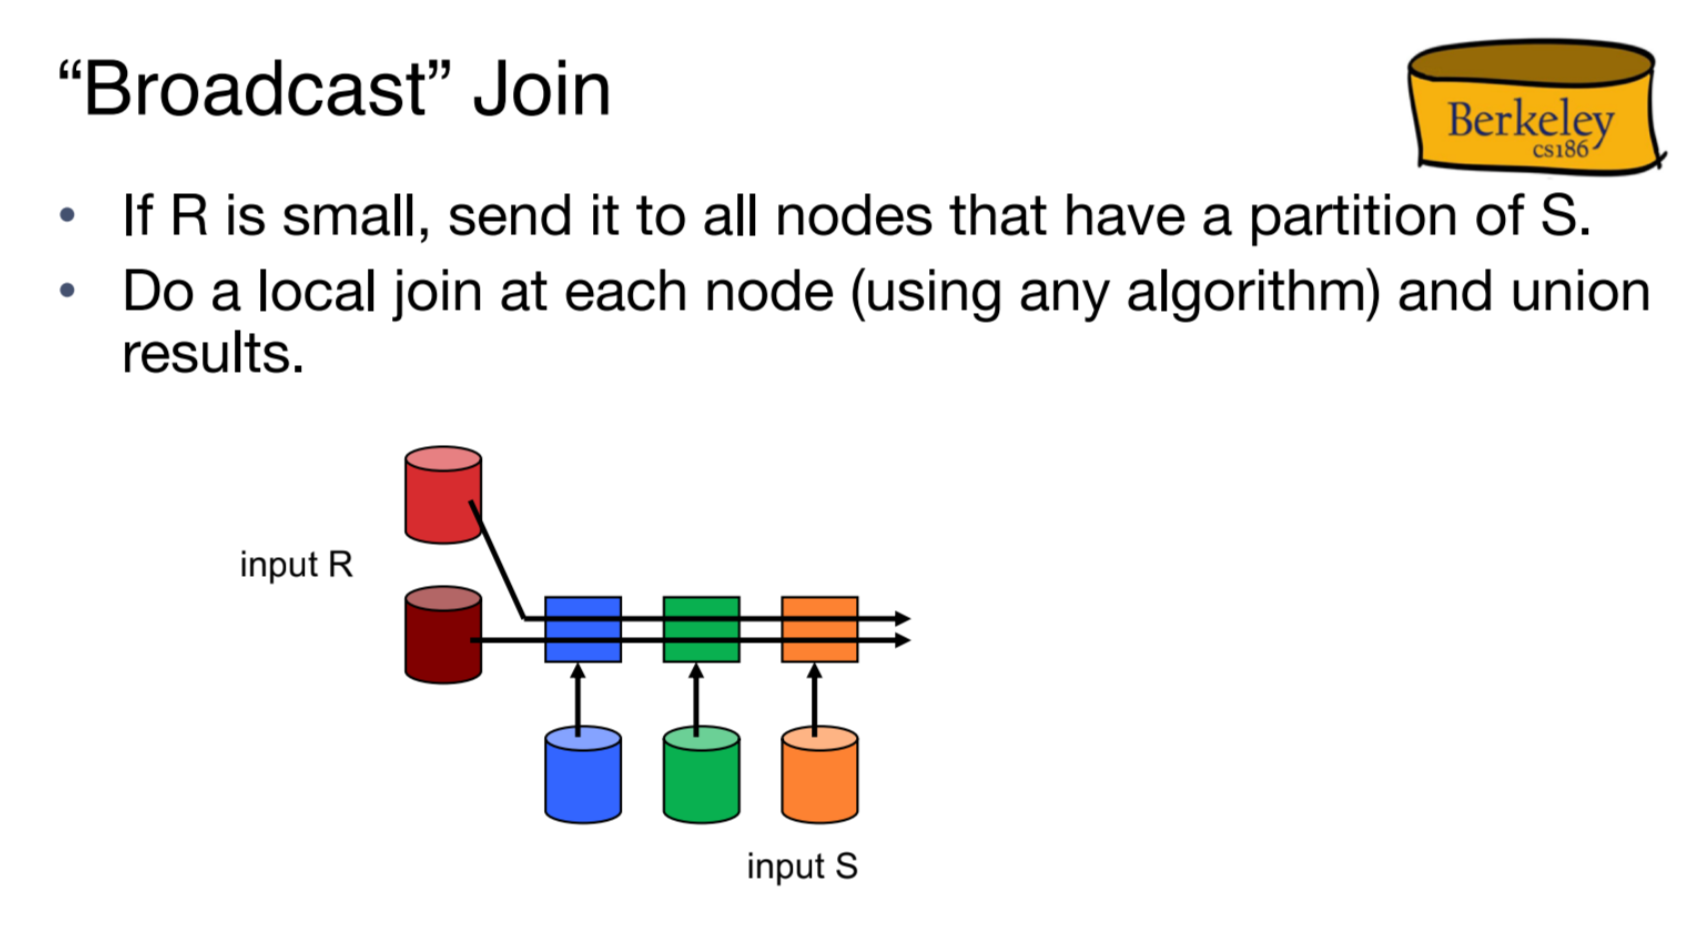 “Broadcast” Join
Berkeley
cs186
• If R is small, send it to all nodes that have a partition of S.
• Do a local join at each node (using any algorithm) and union
results.
input R
input S